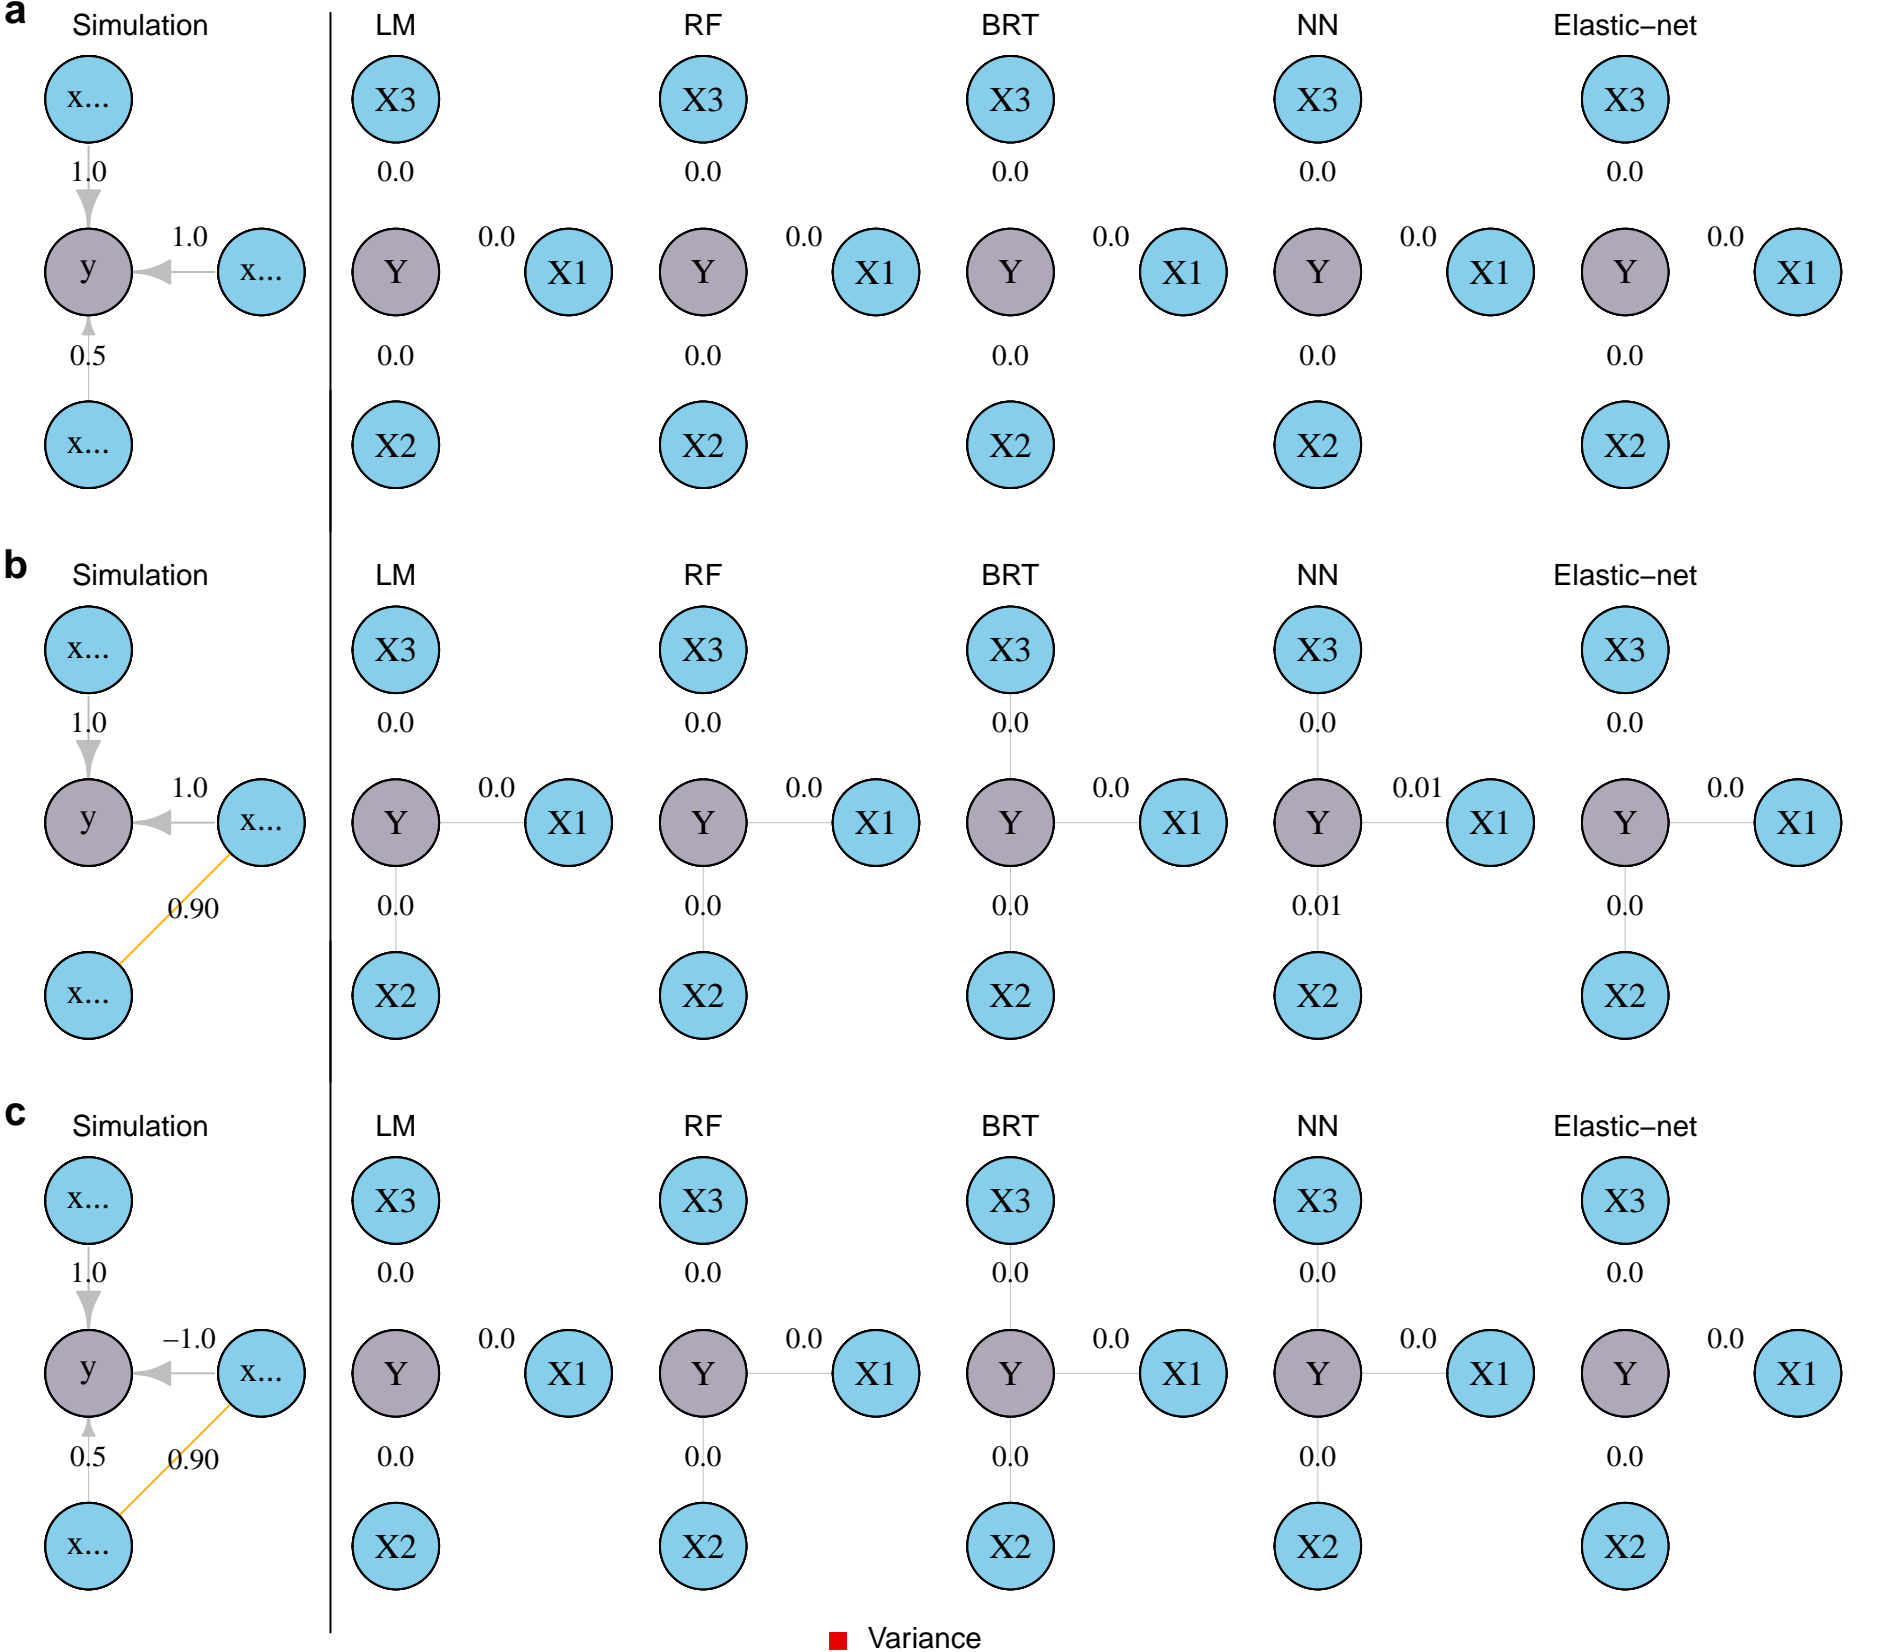 a
Simulation LM RF BRT NN Elastic−net
x... X3 X3 X3 X3 X3
1.0 0.0 0.0 0.0 0.0 0.0
1.0 0.0 0.0 0.0 0.0 0.0
y x... Y X1 Y X1 Y X1 Y X1 Y X1
0.5 0.0 0.0 0.0 0.0 0.0
x... X2 X2 X2 X2 X2
b
Simulation LM RF BRT NN Elastic−net
x... X3 X3 X3 X3 X3
1.0 0.0 0.0 0.0 0.0 0.0
1.0 0.0 0.0 0.0 0.01 0.0
y x... Y X1 Y X1 Y X1 Y X1 Y X1
0.90 0.0 0.0 0.0 0.01 0.0
x... X2 X2 X2 X2 X2
c
Simulation LM RF BRT NN Elastic−net
x... X3 X3 X3 X3 X3
1.0 0.0 0.0 0.0 0.0 0.0
−1.0 0.0 0.0 0.0 0.0 0.0
y x... Y X1 Y X1 Y X1 Y X1 Y X1
0.5 0.90 0.0 0.0 0.0 0.0 0.0
x... X2 X2 X2 X2 X2
Variance